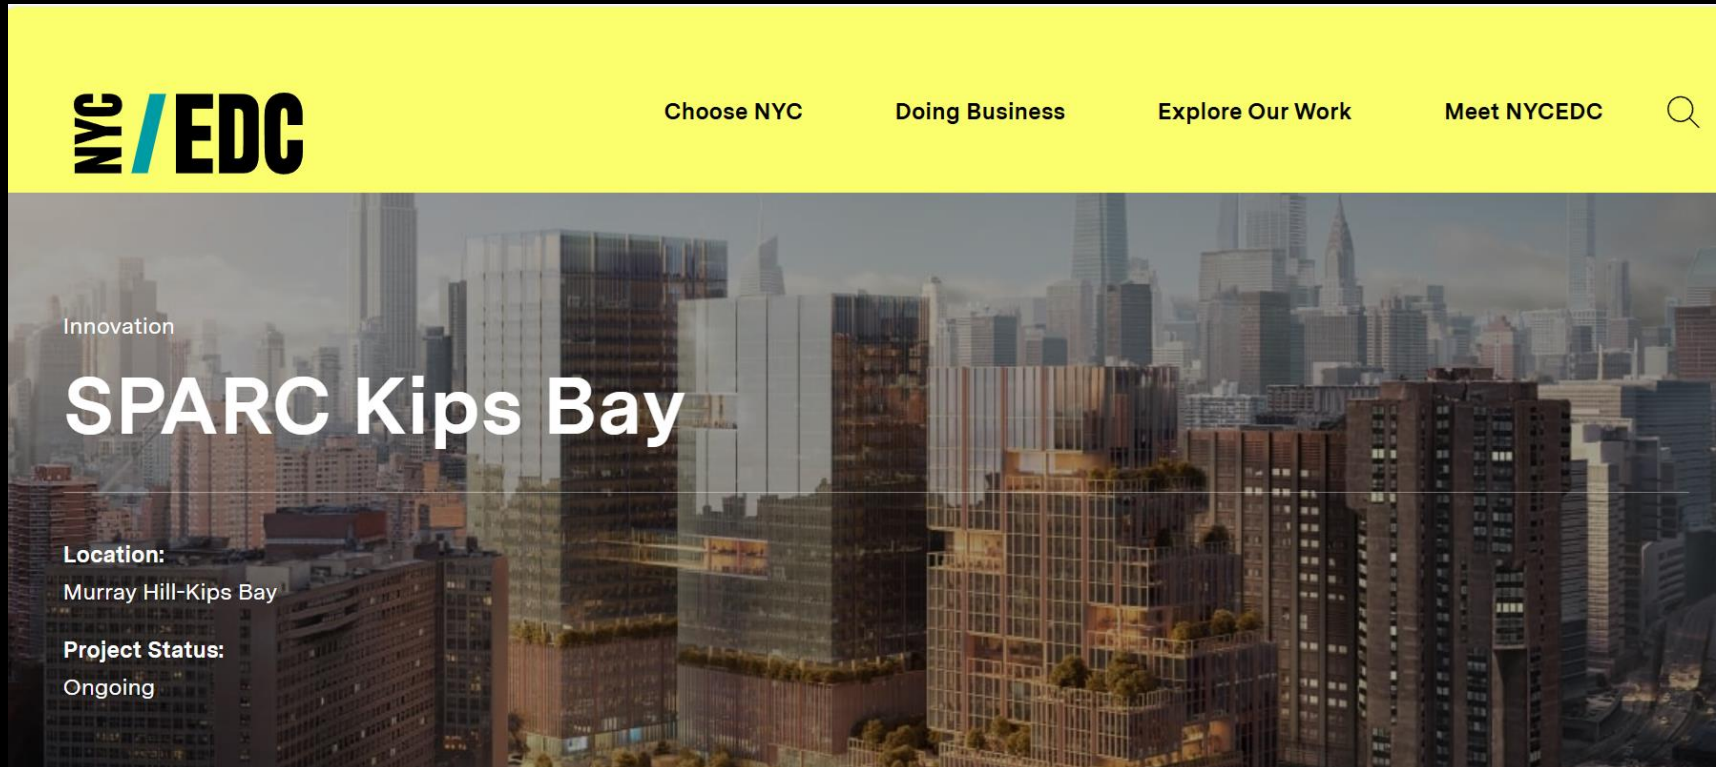 NYC / EDC
Choose NYC Doing Business Explore Our Work Meet NYCEDC
Innovation
SPARC Kips Bay
Location:
Murray Hill-Kips Bay
Project Status:
Ongoing